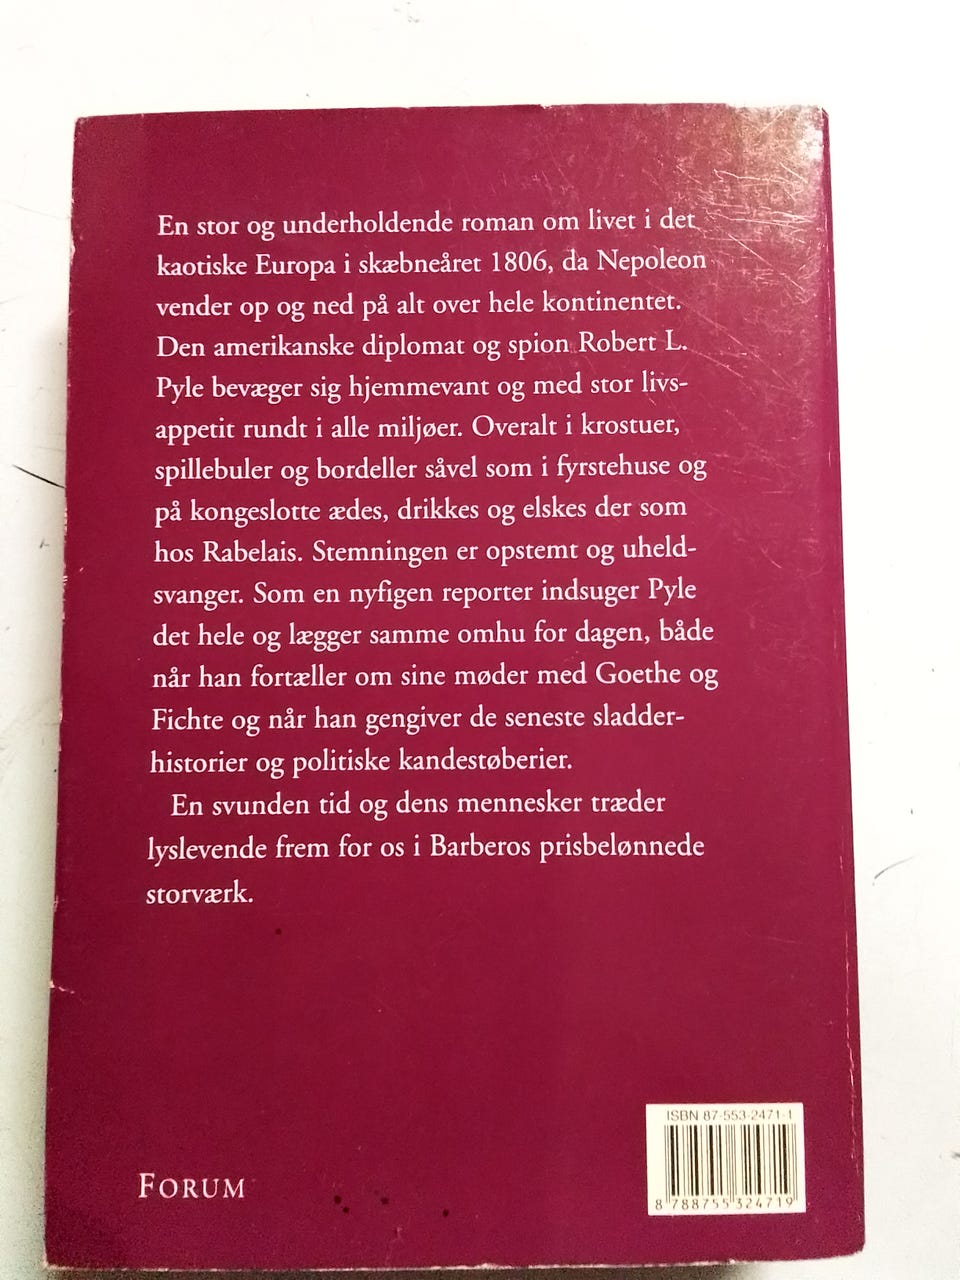 En stor og underholdende roman om livet i det
kaotiske Europa i skæbneåret 1806, da Nepoleon
vender op og ned på alt over hele kontinentet.
Den amerikanske diplomat og spion Robert L.
Pyle bevæger sig hjemmevant og med stor livs-
appetit rundt i alle miljøer. Overalt i krostuer,
spillebuler og bordeller såvel som i fyrstehuse og
på kongeslotte ædes, drikkes og elskes der som
hos Rabelais. Stemningen er opstemt og uheld-
svanger. Som en nyfigen reporter indsuger Pyle
det hele og lægger samme omhu for dagen, både
når han fortæller om sine møder med Goethe og
Fichte og når han gengiver de seneste sladder-
historier og politiske kandestøberier.
En svunden tid og dens mennesker træder
lyslevende frem for os i Barberos prisbelønnede
storværk.
ISBN 87-553-2471-1
8 788755 324719
FORUM